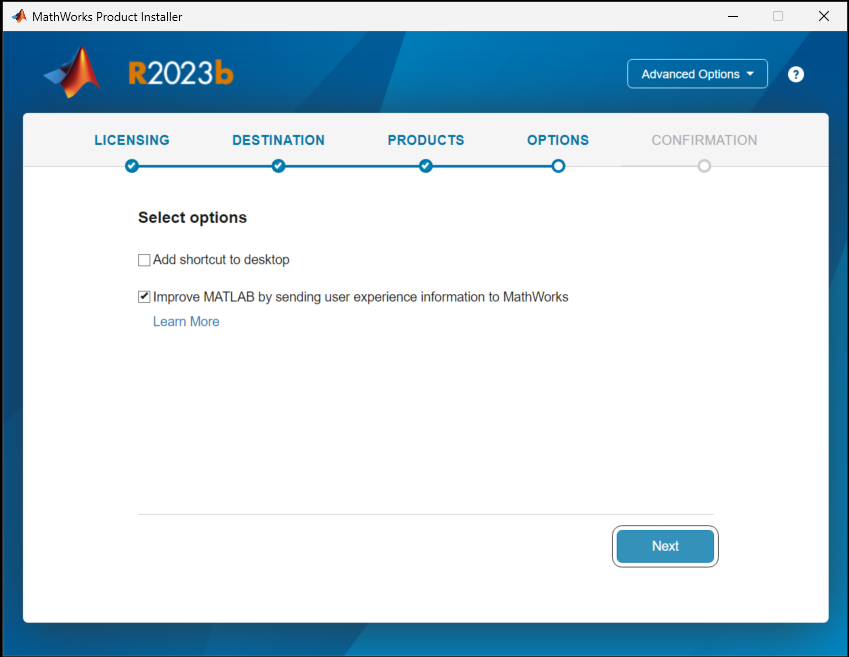 MathWorks Product Installer
R2023b
Advanced Options
?
LICENSING DESTINATION PRODUCTS OPTIONS CONFIRMATION
Select options
Add shortcut to desktop
Improve MATLAB by sending user experience information to MathWorks
Learn More
Next